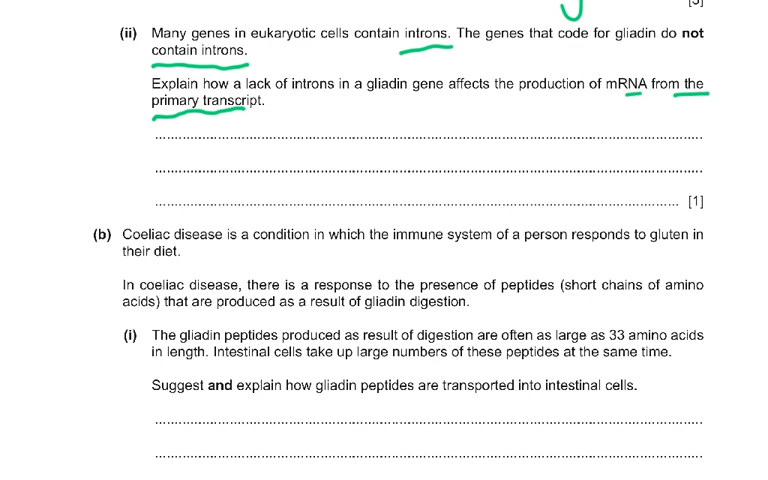 [3]
(ii) Many genes in eukaryotic cells contain introns. The genes that code for gliadin do not
contain introns.
Explain how a lack of introns in a gliadin gene affects the production of mRNA from the
primary transcript.
[1]
(b) Coeliac disease is a condition in which the immune system of a person responds to gluten in
their diet.
In coeliac disease, there is a response to the presence of peptides (short chains of amino
acids) that are produced as a result of gliadin digestion.
(i) The gliadin peptides produced as result of digestion are often as large as 33 amino acids
in length. Intestinal cells take up large numbers of these peptides at the same time.
Suggest and explain how gliadin peptides are transported into intestinal cells.